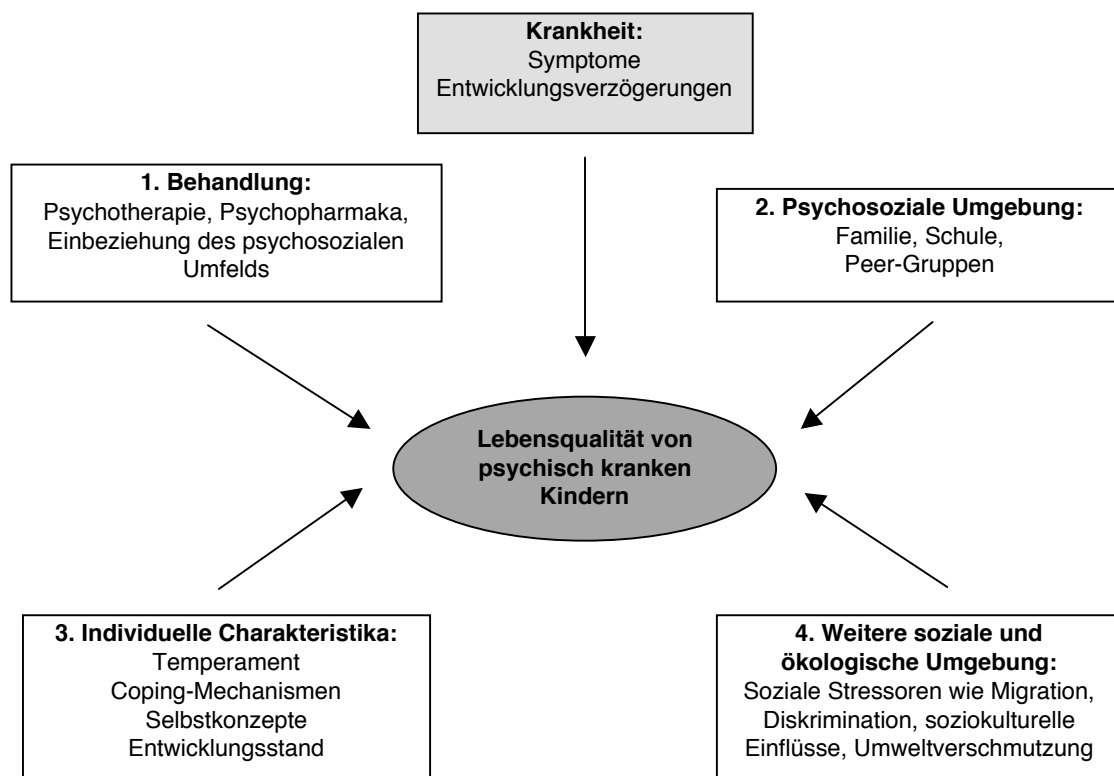 Krankheit:
Symptome
Entwicklungsverzögerungen
1. Behandlung:
Psychotherapie, Psychopharmaka,
Einbeziehung des psychosozialen
Umfelds
2. Psychosoziale Umgebung:
Familie, Schule,
Peer-Gruppen
Lebensqualität von
psychisch kranken
Kindern
3. Individuelle Charakteristika:
Temperament
Coping-Mechanismen
Selbstkonzepte
Entwicklungsstand
4. Weitere soziale und
ökologische Umgebung:
Soziale Stressoren wie Migration,
Diskrimination, soziokulturelle
Einflüsse, Umweltverschmutzung